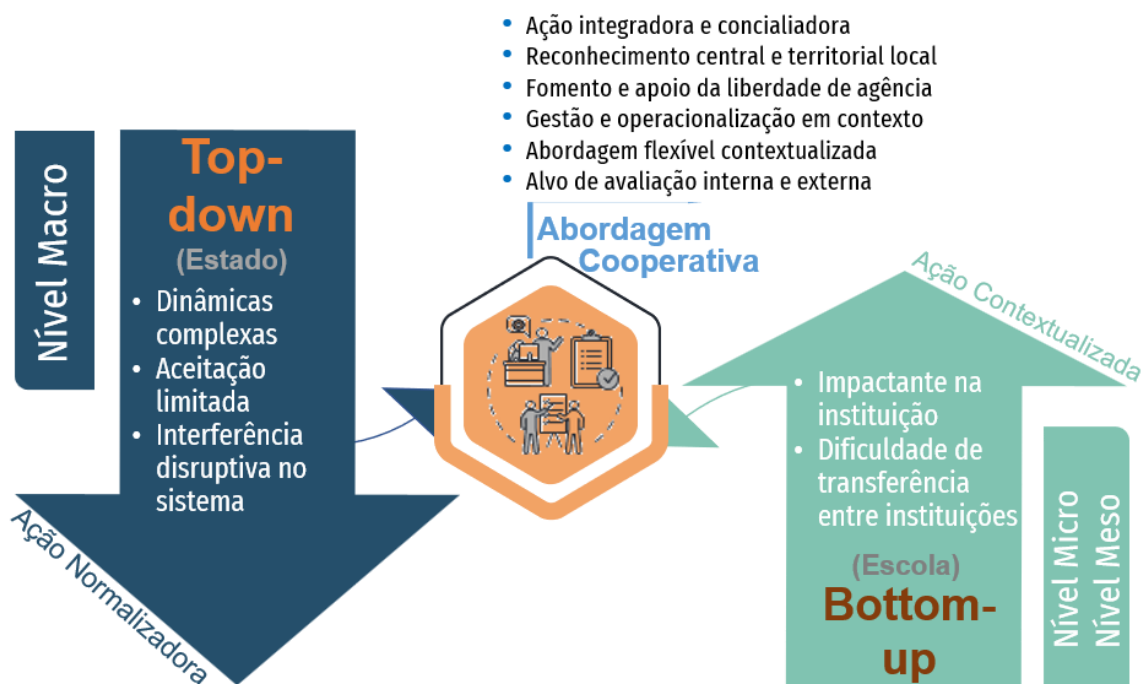 • Ação integradora e concialiadora
• Reconhecimento central e territorial local
• Fomento e apoio da liberdade de agência
• Gestão e operacionalização em contexto
• Abordagem flexível contextualizada
• Alvo de avaliação interna e externa
Abordagem
Cooperativa
Nível Macro
Top-
down
(Estado)
• Dinâmicas
complexas
• Aceitação
limitada
• Interferência
disruptiva no
sistema
Ação Normalizadora
Ação Contextualizada
• Impactante na
instituição
• Dificuldade de
transferência
entre instituições
(Escola)
Bottom-
up
Nível Micro
Nível Meso